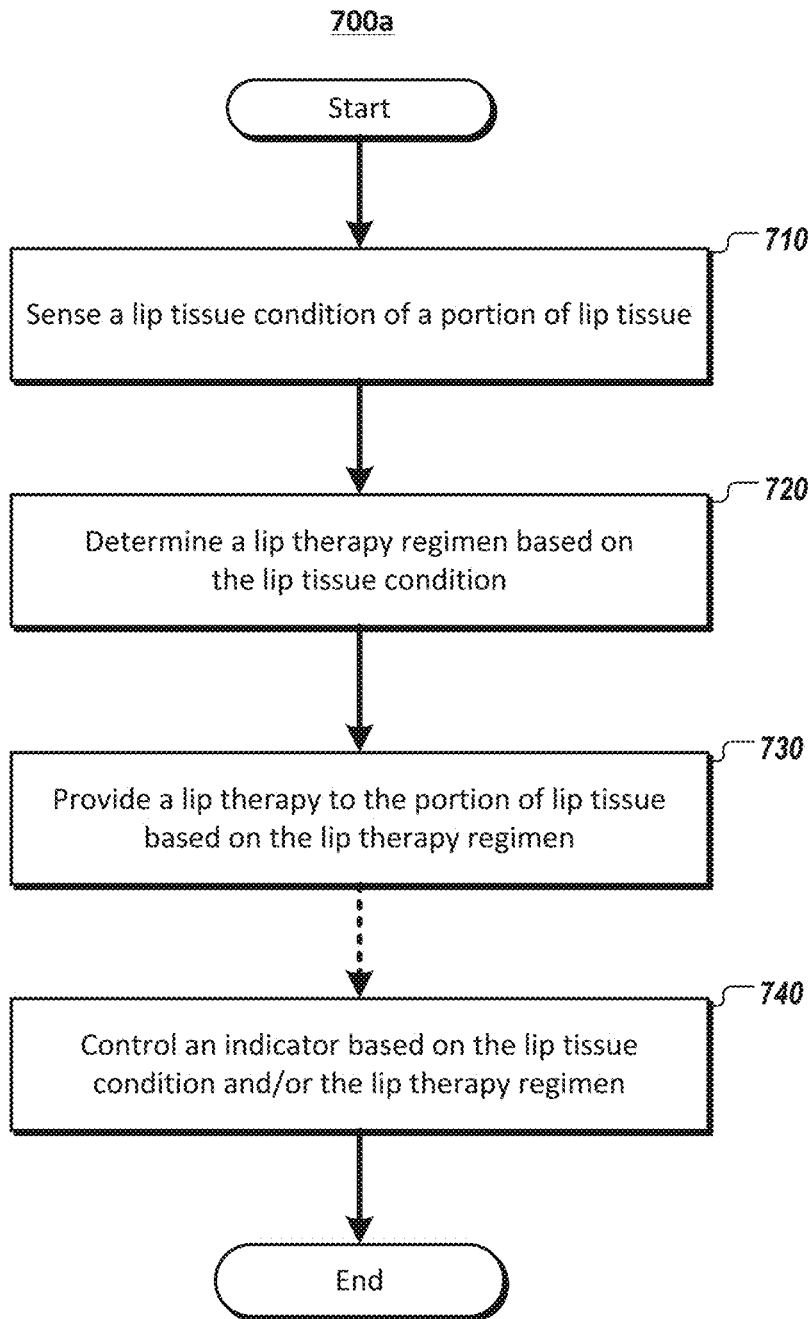 700a
Start
710
Sense a lip tissue condition of a portion of lip tissue
720
Determine a lip therapy regimen based on
the lip tissue condition
730
Provide a lip therapy to the portion of lip tissue
based on the lip therapy regimen
740
Control an indicator based on the lip tissue
condition and/or the lip therapy regimen
End